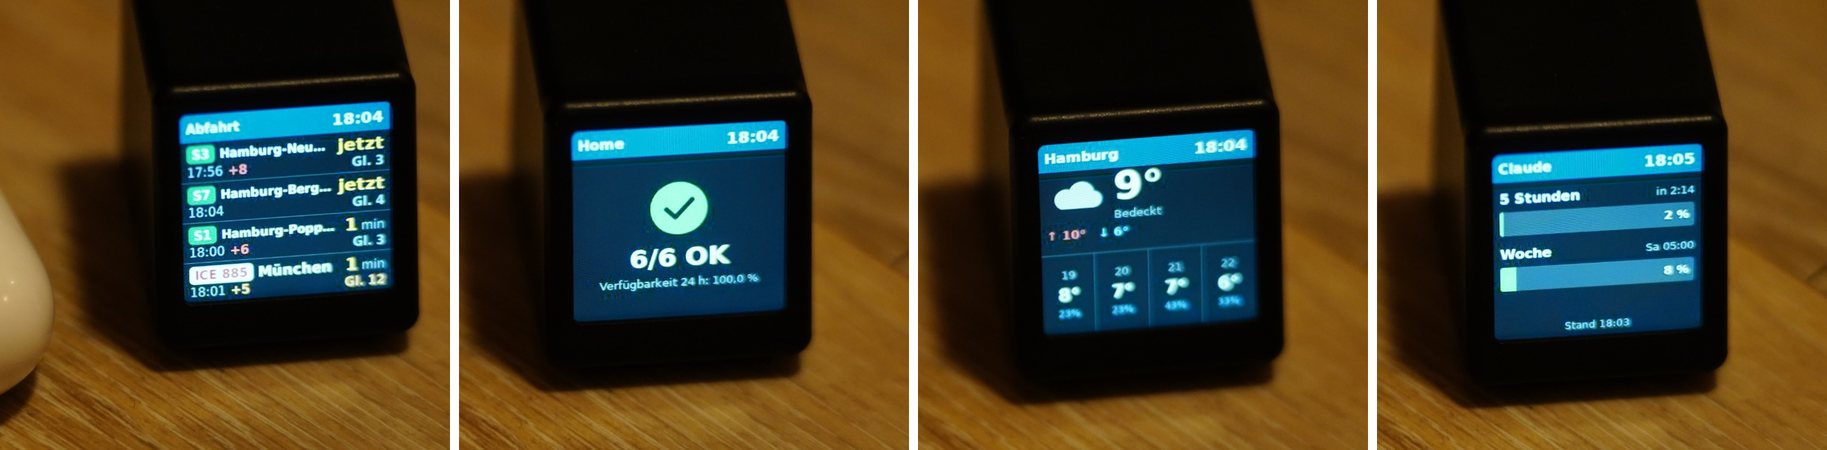 Abfahrt 18:04
S3 Hamburg-Neu... jetzt
17:56 +8 Gl. 3
S7 Hamburg-Berg... jetzt
18:04 Gl. 4
S1 Hamburg-Popp... 1 min
18:00 +6 Gl. 3
ICE 885 München 1 min
18:01 +5 Gl. 12
Home 18:04
6/6 OK
Verfügbarkeit 24 h: 100,0 %
Hamburg 18:04
9°
Bedeckt
↑ 10° ↓ 6°
19 20 21 22
8° 7° 7° 6°
23% 23% 43% 33%
Claude 18:05
5 Stunden in 2:14
2 %
Woche Sa 05:00
8 %
Stand 18:03